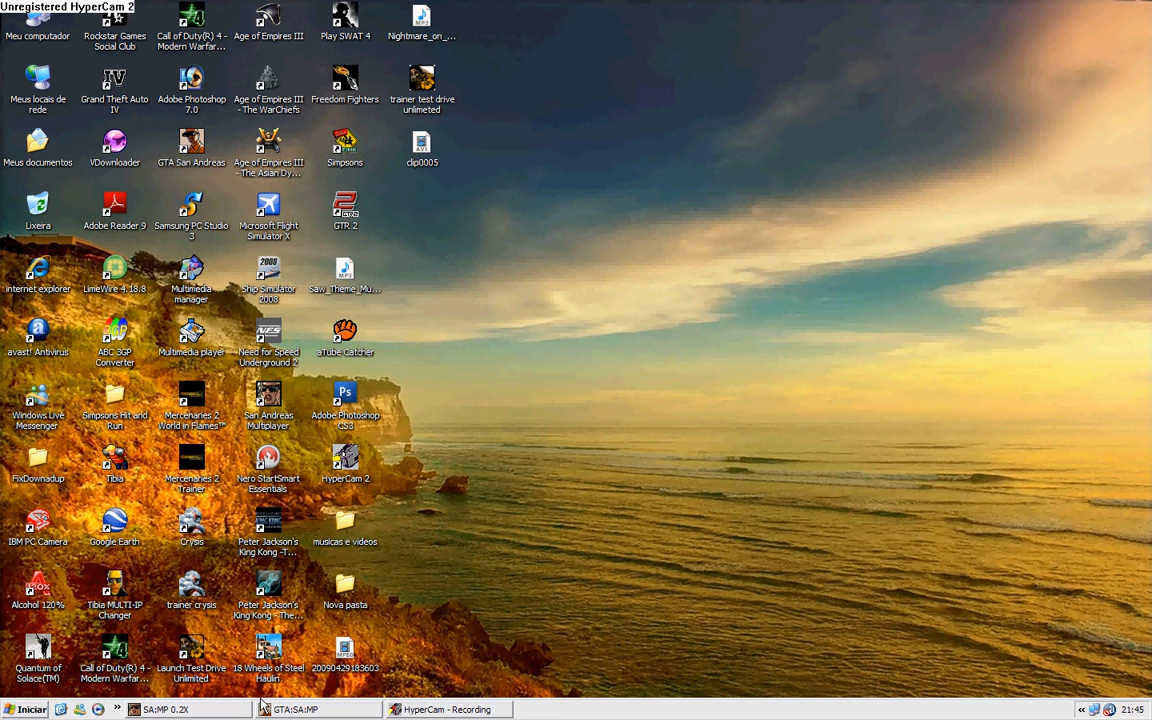 Unregistered HyperCam 2
Meu computador
Rockstar Games
Social Club
Call of Duty(R) 4 -
Modern Warfar...
Age of Empires III
Play SWAT 4
Nightmare_on_...
Meus locais de
rede
Grand Theft Auto
IV
Adobe Photoshop
7.0
Age of Empires III
- The WarChiefs
Freedom Fighters
trainer test drive
unlimeted
Meus documentos
VDownloader
GTA San Andreas
Age of Empires III
- The Asian Dy...
Simpsons
clip0005
Lixeira
Adobe Reader 9
Samsung PC Studio
3
Microsoft Flight
Simulator X
GTR 2
internet explorer
LimeWire 4.18.8
Multimedia
manager
Ship Simulator
2008
Saw_Theme_Mu...
avast! Antivirus
ABC 3GP
Converter
Multimedia player
Need for Speed
Underground 2
aTube Catcher
Windows Live
Messenger
Simpsons Hit and
Run
Mercenaries 2
World in Flames™
San Andreas
Multiplayer
Adobe Photoshop
CS3
FixDownadup
Tibia
Mercenaries 2
Trainer
Nero StartSmart
Essentials
HyperCam 2
IBM PC Camera
Google Earth
Crysis
Peter Jackson's
King Kong -T...
musicas e videos
Alcohol 120%
Tibia MULTI-IP
Changer
trainer crysis
Peter Jackson's
King Kong - The...
Nova pasta
Quantum of
Solace(TM)
Call of Duty(R) 4 -
Modern Warfar...
Launch Test Drive
Unlimited
18 Wheels of Steel
Haulin
20090429183603
Iniciar
SA:MP 0.2X
GTA:SA:MP
HyperCam - Recording
21:45